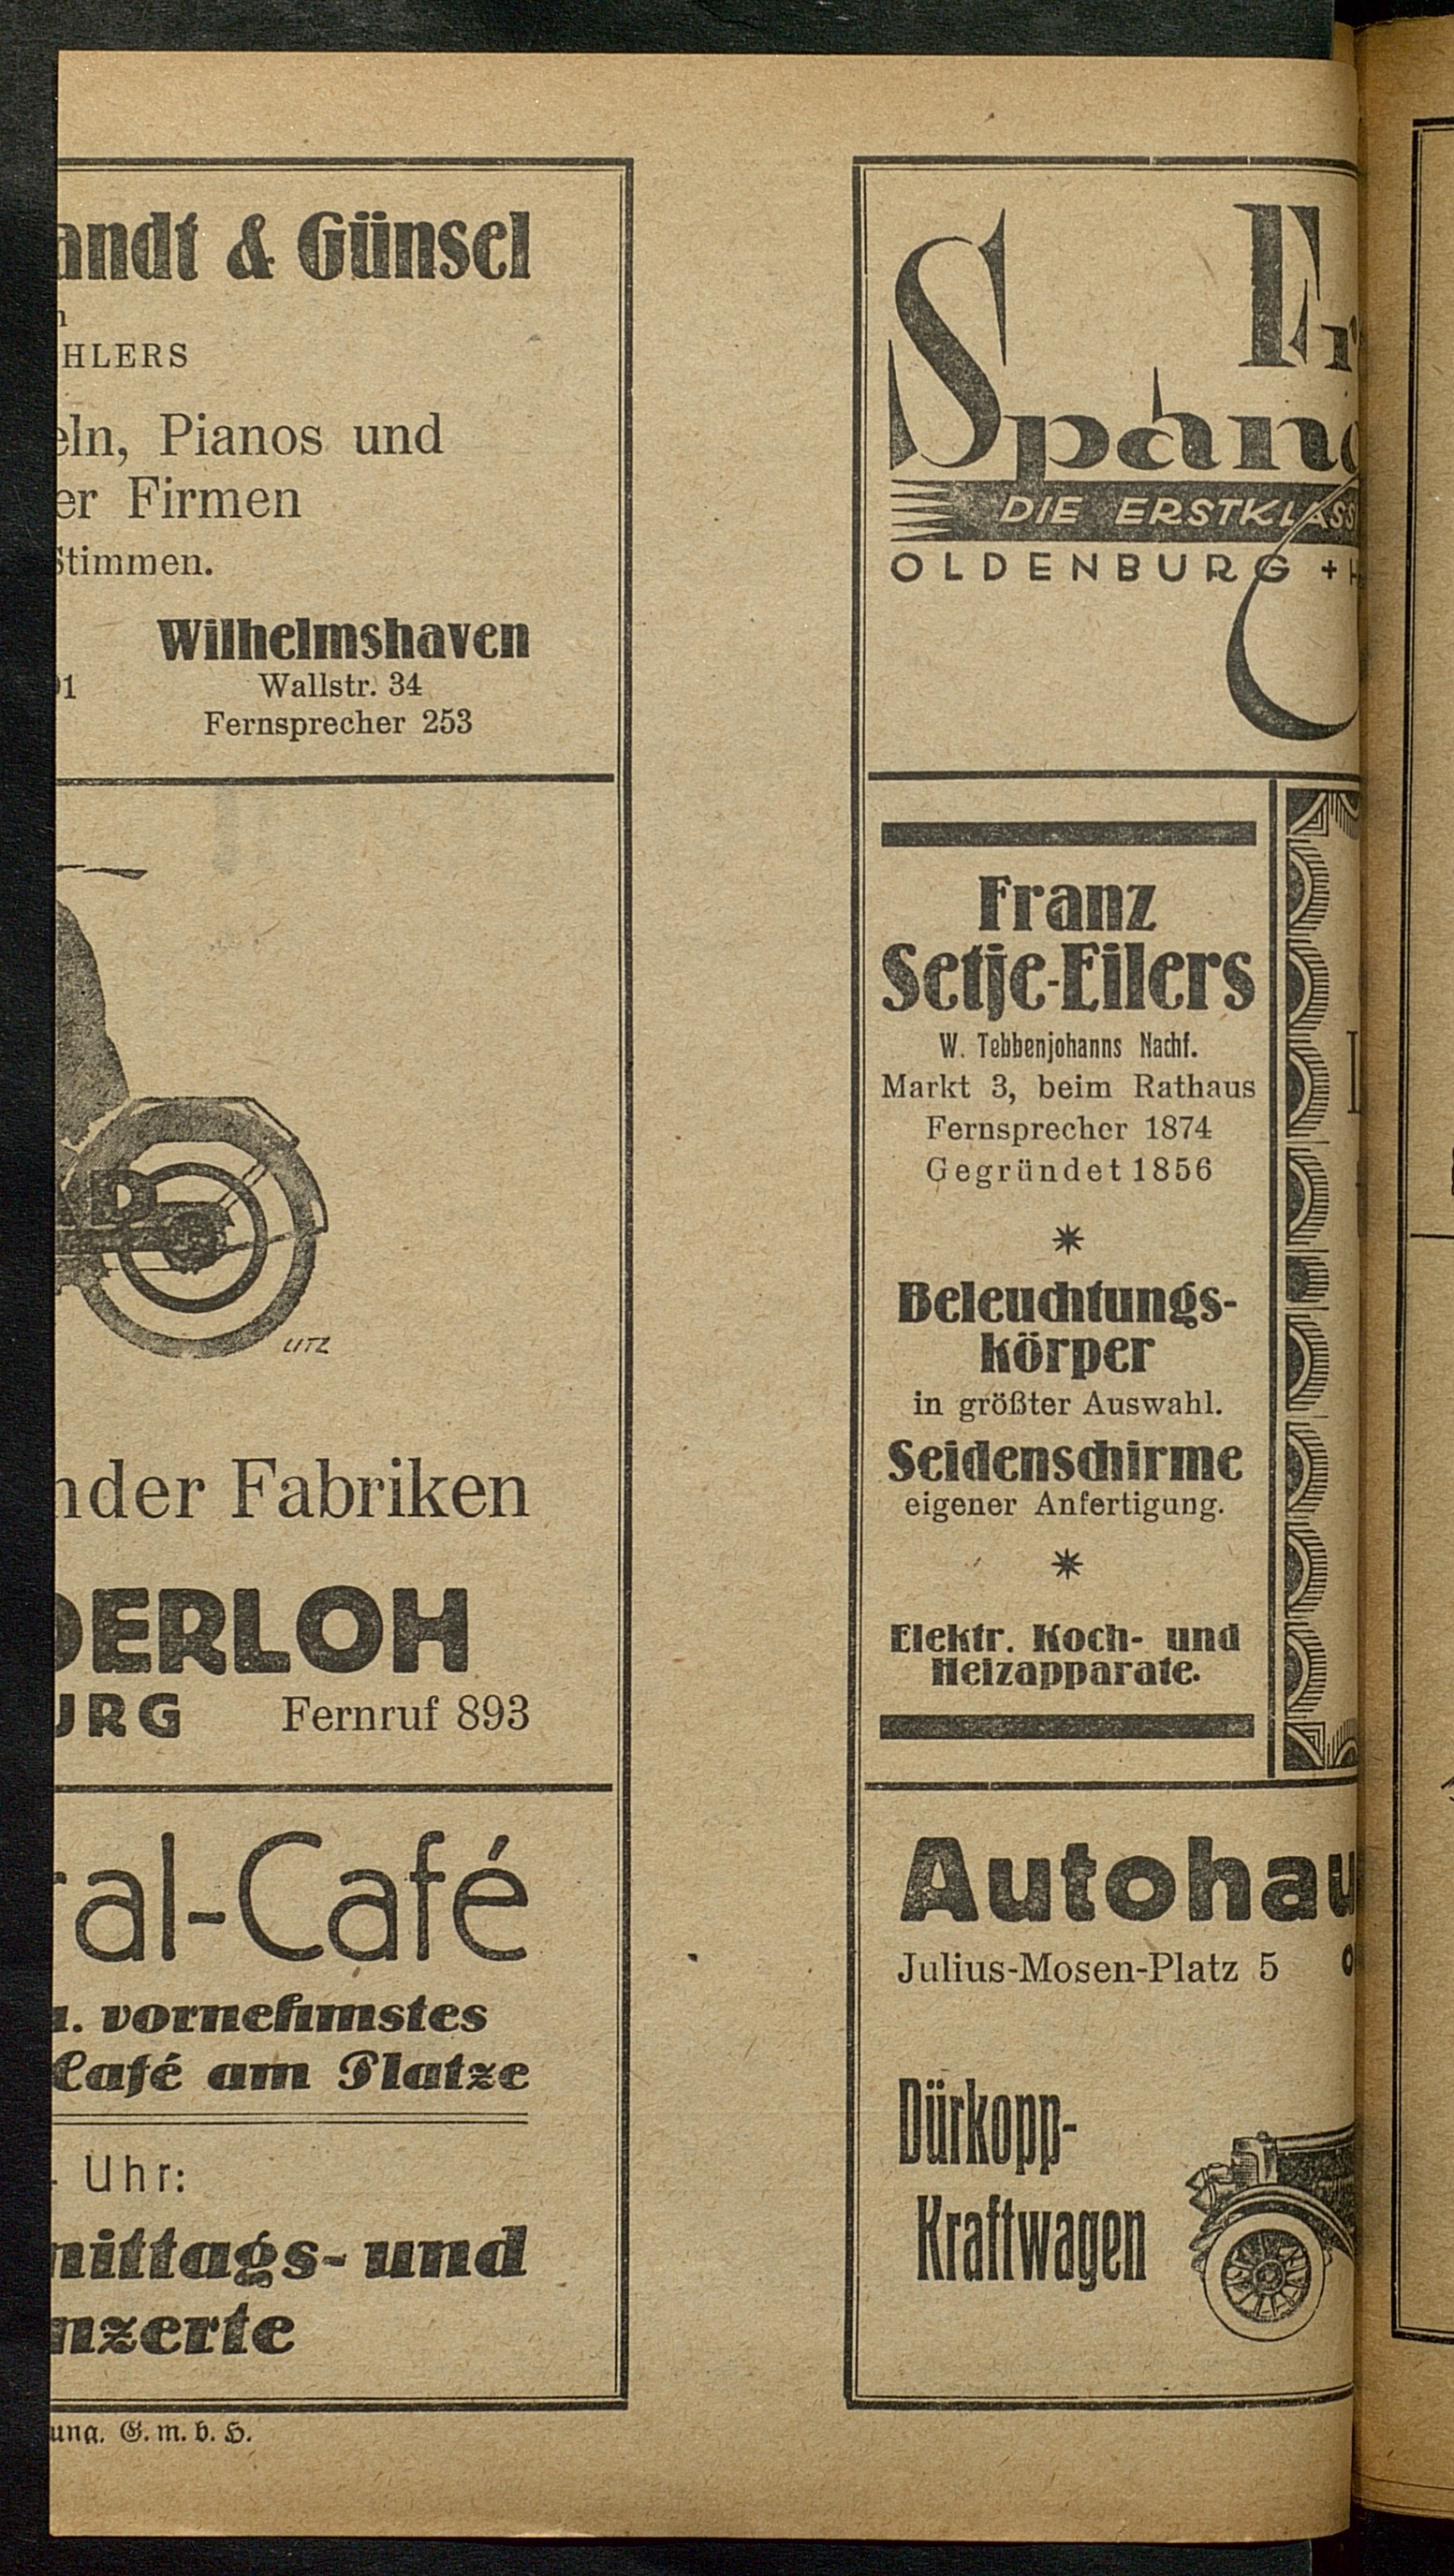 andt & Günsel
HLERS
eln, Pianos und
er Firmen
Stimmen.
Wilhelmshaven
Wallstr. 34
Fernsprecher 253
LITZ
nder Fabriken
DERLOH
URG Fernruf 893
ral-Café
u. vornehmstes
Café am Platze
Uhr:
mittags- und
nzerte
ung. G. m. b. H.
Span
DIE ERSTKLASS
OLDENBURG +
Franz
Setje-Eilers
W. Tebbenjohanns Nachf.
Markt 3, beim Rathaus
Fernsprecher 1874
Gegründet 1856
Beleuchtungs-
körper
in größter Auswahl.
Seidenschirme
eigener Anfertigung.
Elektr. Koch- und
Heizapparate.
Autohau
Julius-Mosen-Platz 5
Dürkopp-
Kraftwagen